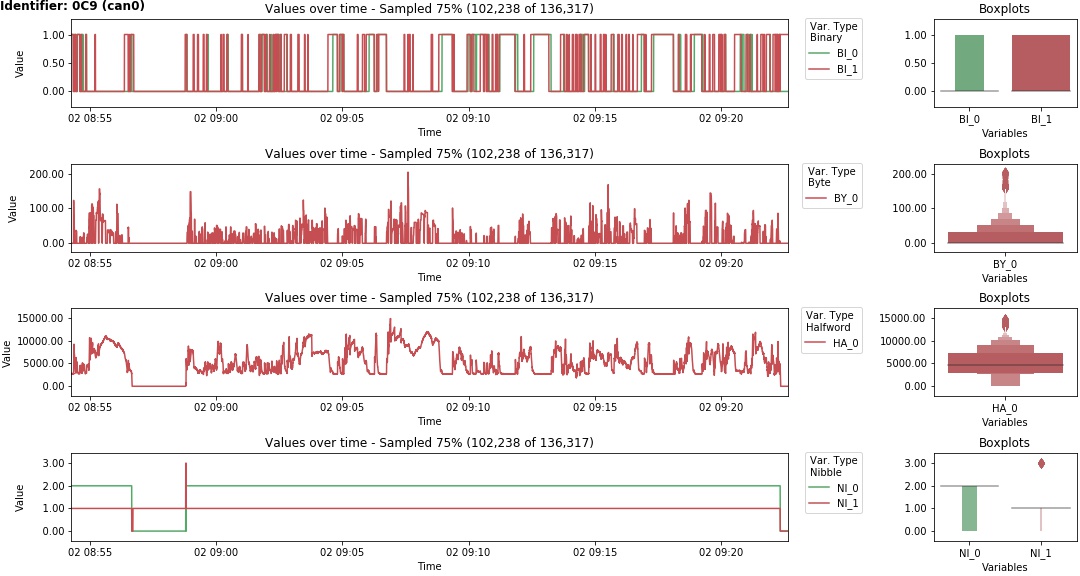 Identifier: 0C9 (can0)
Values over time - Sampled 75% (102,238 of 136,317)
Boxplots
Value
1.00
0.50
0.00
02 08:55 02 09:00 02 09:05 02 09:10 02 09:15 02 09:20
Time
Var. Type
Binary
BI_0
BI_1
1.00
0.50
0.00
BI_0 BI_1
Variables
Values over time - Sampled 75% (102,238 of 136,317)
Boxplots
Value
200.00
100.00
0.00
02 08:55 02 09:00 02 09:05 02 09:10 02 09:15 02 09:20
Time
Var. Type
Byte
BY_0
200.00
100.00
0.00
BY_0
Variables
Values over time - Sampled 75% (102,238 of 136,317)
Boxplots
Value
15000.00
10000.00
5000.00
0.00
02 08:55 02 09:00 02 09:05 02 09:10 02 09:15 02 09:20
Time
Var. Type
Halfword
HA_0
15000.00
10000.00
5000.00
0.00
HA_0
Variables
Values over time - Sampled 75% (102,238 of 136,317)
Boxplots
Value
3.00
2.00
1.00
0.00
02 08:55 02 09:00 02 09:05 02 09:10 02 09:15 02 09:20
Time
Var. Type
Nibble
NI_0
NI_1
3.00
2.00
1.00
0.00
NI_0 NI_1
Variables